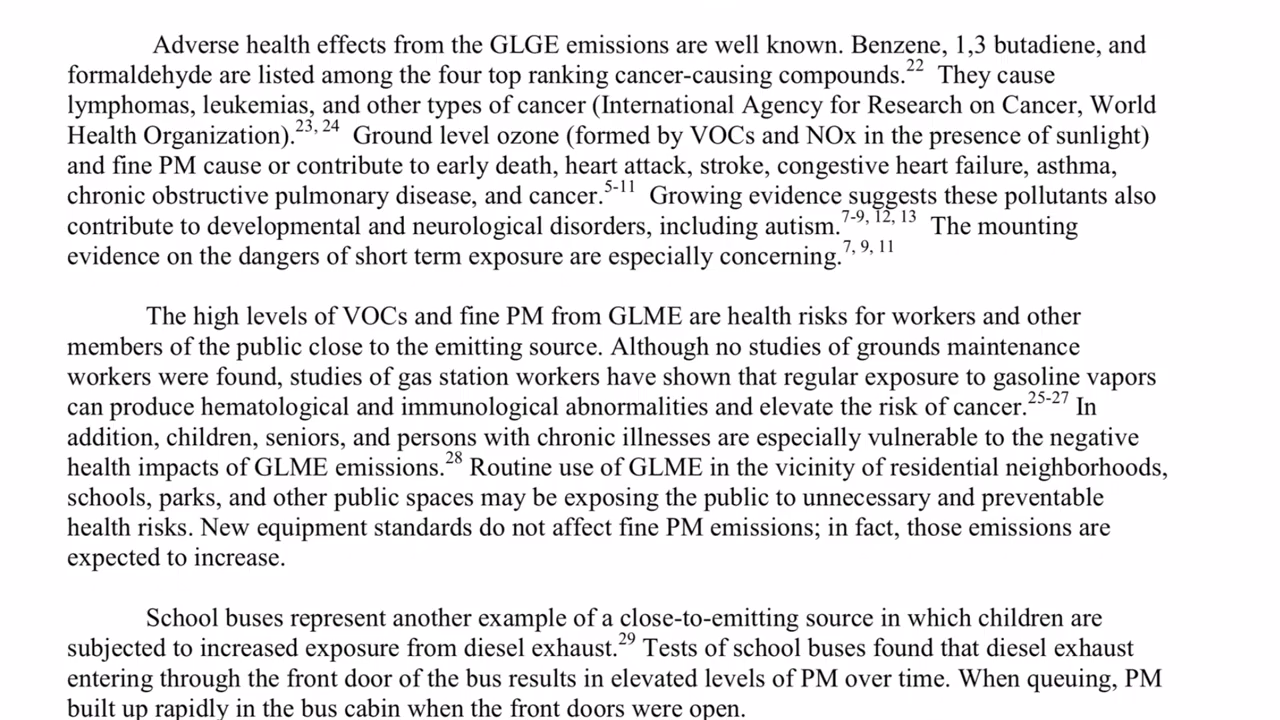 Adverse health effects from the GLGE emissions are well known. Benzene, 1,3 butadiene, and
formaldehyde are listed among the four top ranking cancer-causing compounds.22 They cause
lymphomas, leukemias, and other types of cancer (International Agency for Research on Cancer, World
Health Organization).23, 24 Ground level ozone (formed by VOCs and NOx in the presence of sunlight)
and fine PM cause or contribute to early death, heart attack, stroke, congestive heart failure, asthma,
chronic obstructive pulmonary disease, and cancer.5-11 Growing evidence suggests these pollutants also
contribute to developmental and neurological disorders, including autism.7-9, 12, 13 The mounting
evidence on the dangers of short term exposure are especially concerning.7, 9, 11
The high levels of VOCs and fine PM from GLME are health risks for workers and other
members of the public close to the emitting source. Although no studies of grounds maintenance
workers were found, studies of gas station workers have shown that regular exposure to gasoline vapors
can produce hematological and immunological abnormalities and elevate the risk of cancer.25-27 In
addition, children, seniors, and persons with chronic illnesses are especially vulnerable to the negative
health impacts of GLME emissions.28 Routine use of GLME in the vicinity of residential neighborhoods,
schools, parks, and other public spaces may be exposing the public to unnecessary and preventable
health risks. New equipment standards do not affect fine PM emissions; in fact, those emissions are
expected to increase.
School buses represent another example of a close-to-emitting source in which children are
subjected to increased exposure from diesel exhaust.29 Tests of school buses found that diesel exhaust
entering through the front door of the bus results in elevated levels of PM over time. When queuing, PM
built up rapidly in the bus cabin when the front doors were open.